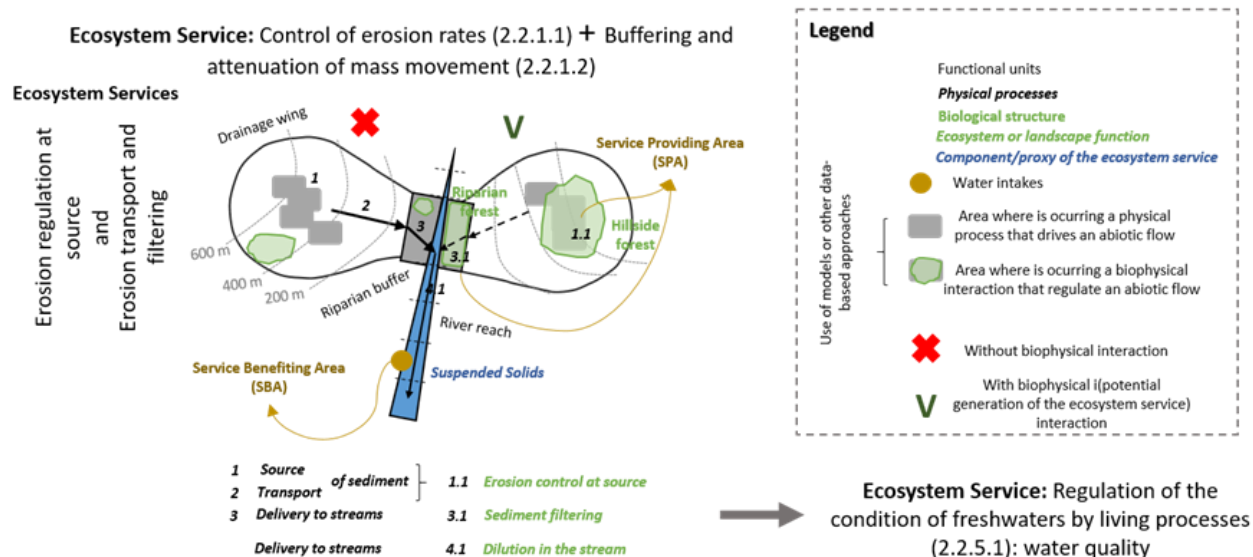 Ecosystem Service: Control of erosion rates (2.2.1.1) + Buffering and
attenuation of mass movement (2.2.1.2)
Ecosystem Services
Erosion regulation at
source
and
Erosion transport and
filtering
Drainage wing
1
2
3
600 m
400 m
200 m
Riparian buffer
Riparian
forest
3.1
4.1
River reach
Hillside
forest
1.1
Service Providing Area
(SPA)
Service Benefiting Area
(SBA)
Suspended Solids
V
1 Source
2 Transport
of sediment
3 Delivery to streams
Delivery to streams
1.1 Erosion control at source
3.1 Sediment filtering
4.1 Dilution in the stream
Legend
Functional units
Physical processes
Biological structure
Ecosystem or landscape function
Component/proxy of the ecosystem service
Water intakes
Use of models or other data-
based approaches
Area where is ocurring a physical
process that drives an abiotic flow
Area where is ocurring a biophysical
interaction that regulate an abiotic flow
Without biophysical interaction
V
With biophysical i(potential
generation of the ecosystem service)
interaction
Ecosystem Service: Regulation of the
condition of freshwaters by living processes
(2.2.5.1): water quality